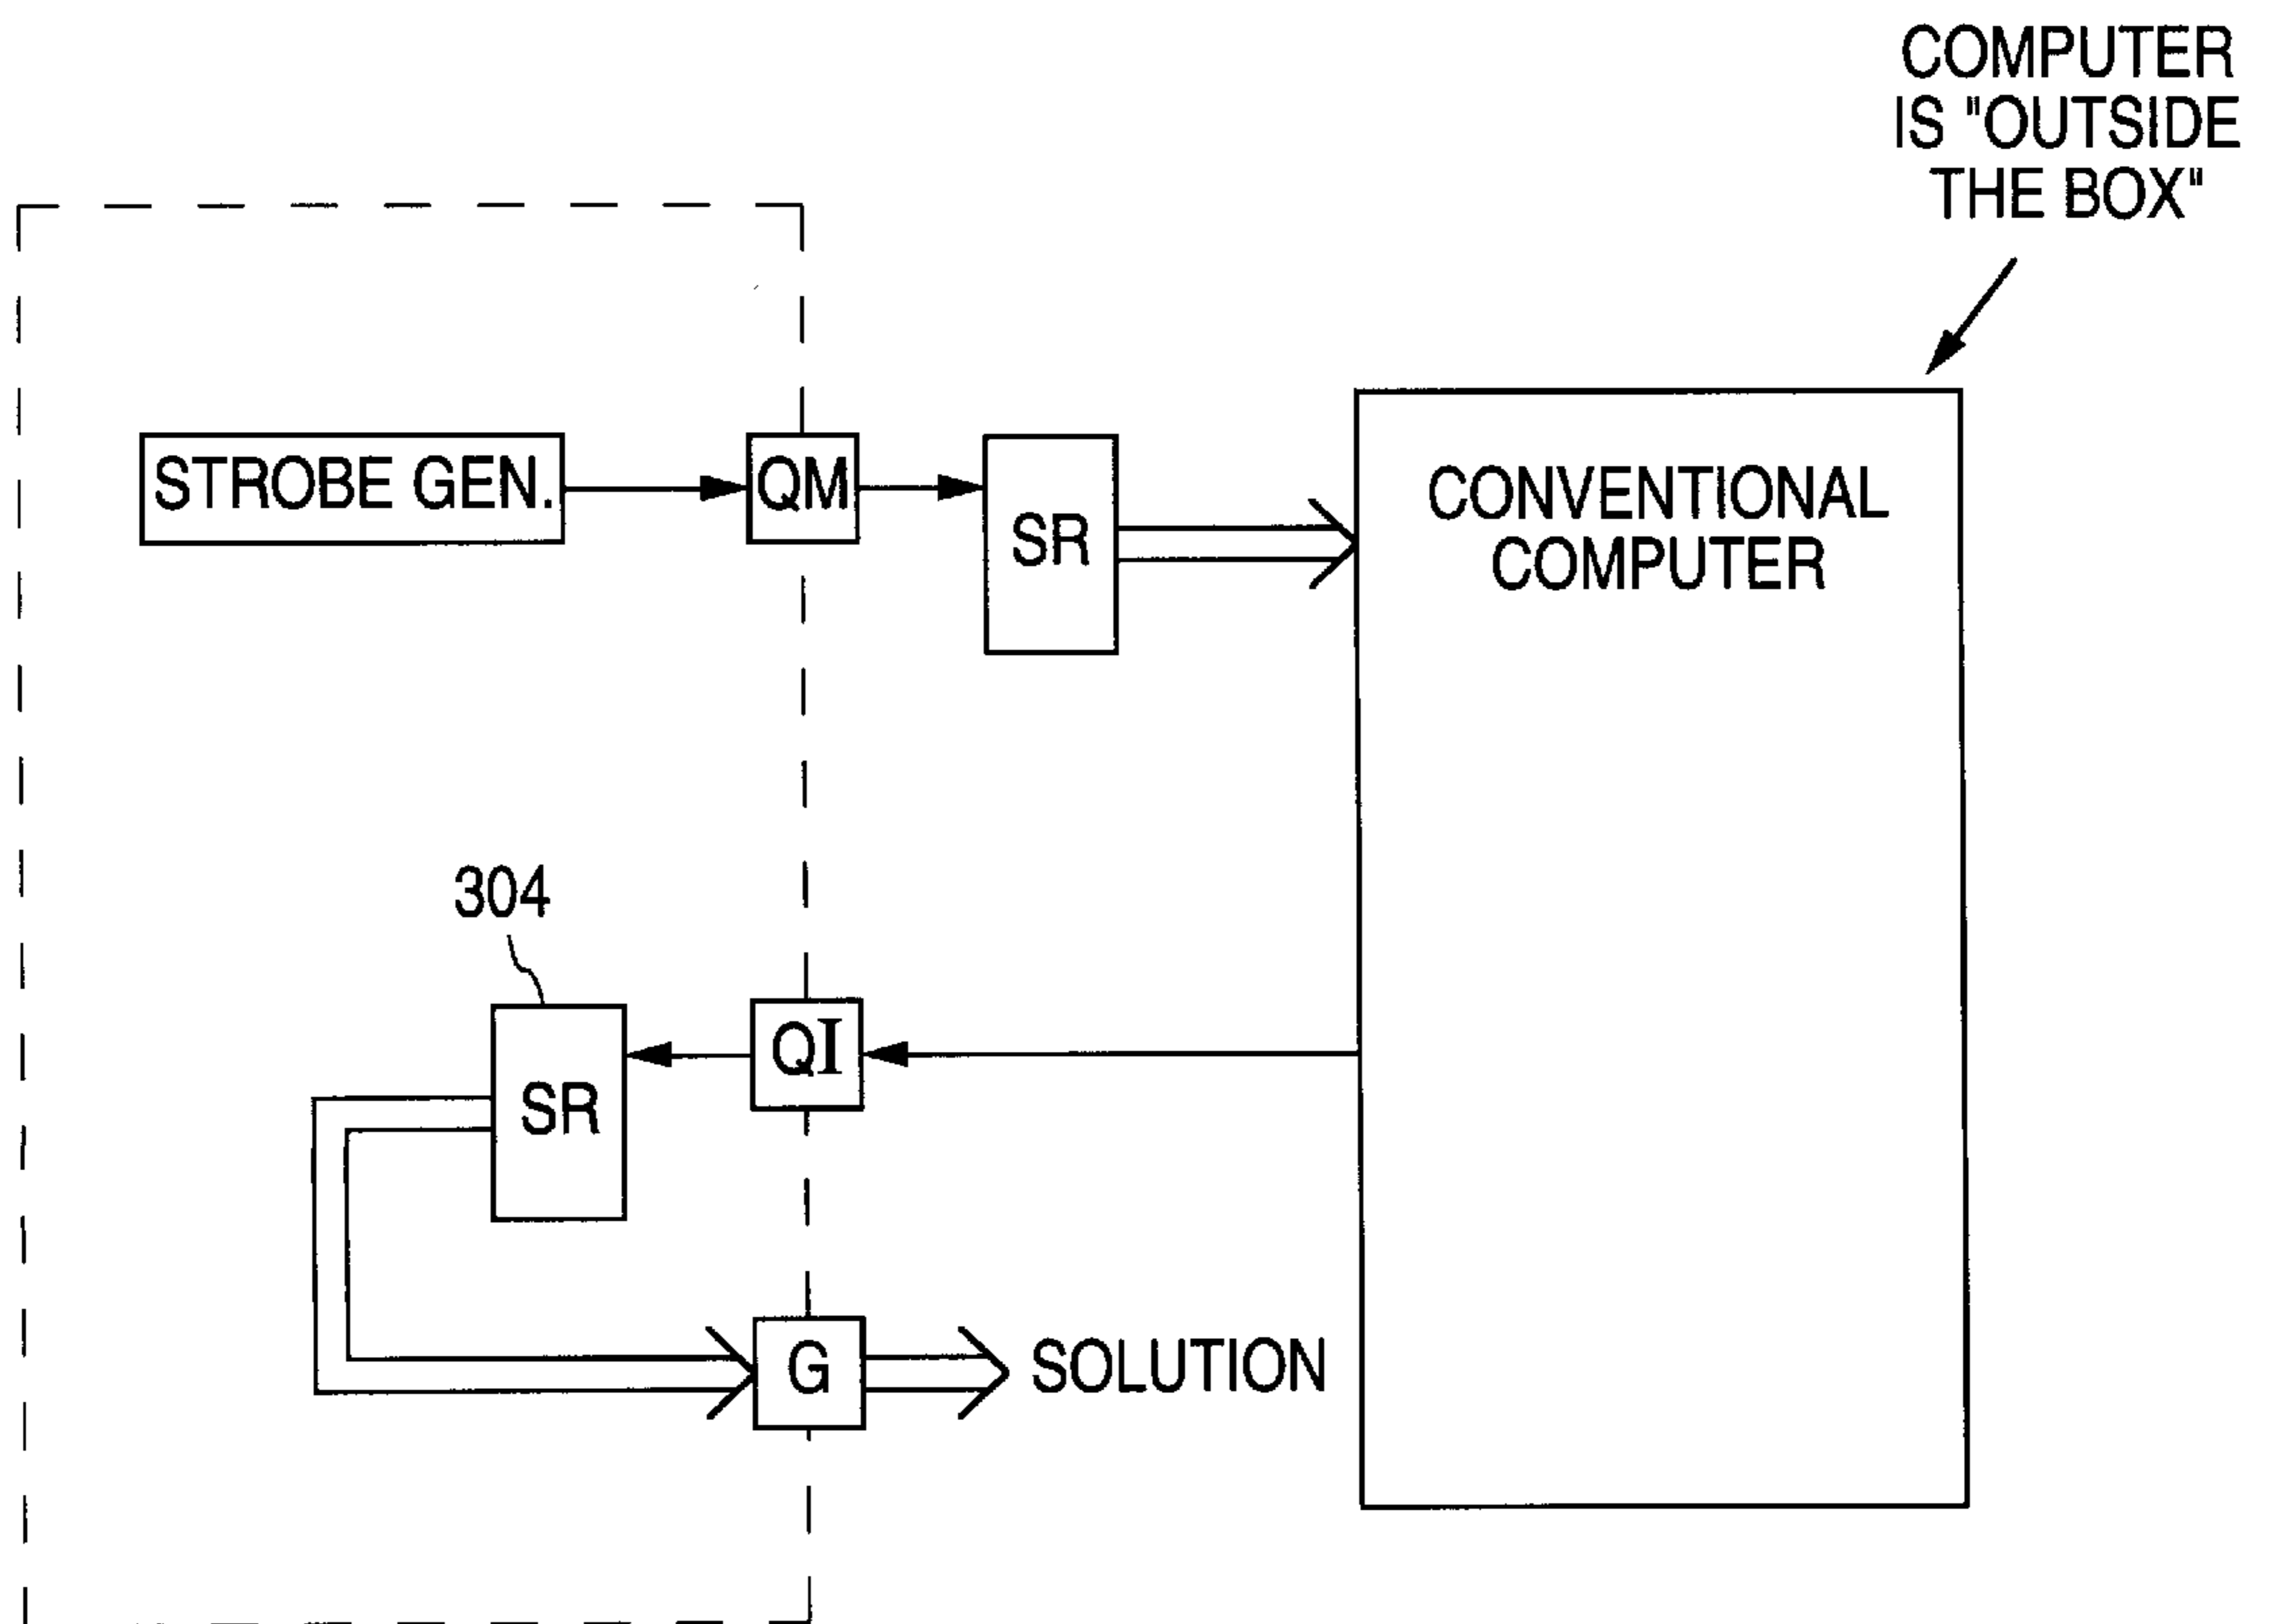 COMPUTER
IS "OUTSIDE
THE BOX"
STROBE GEN.
QM
SR
CONVENTIONAL
COMPUTER
304
SR
QI
G
SOLUTION